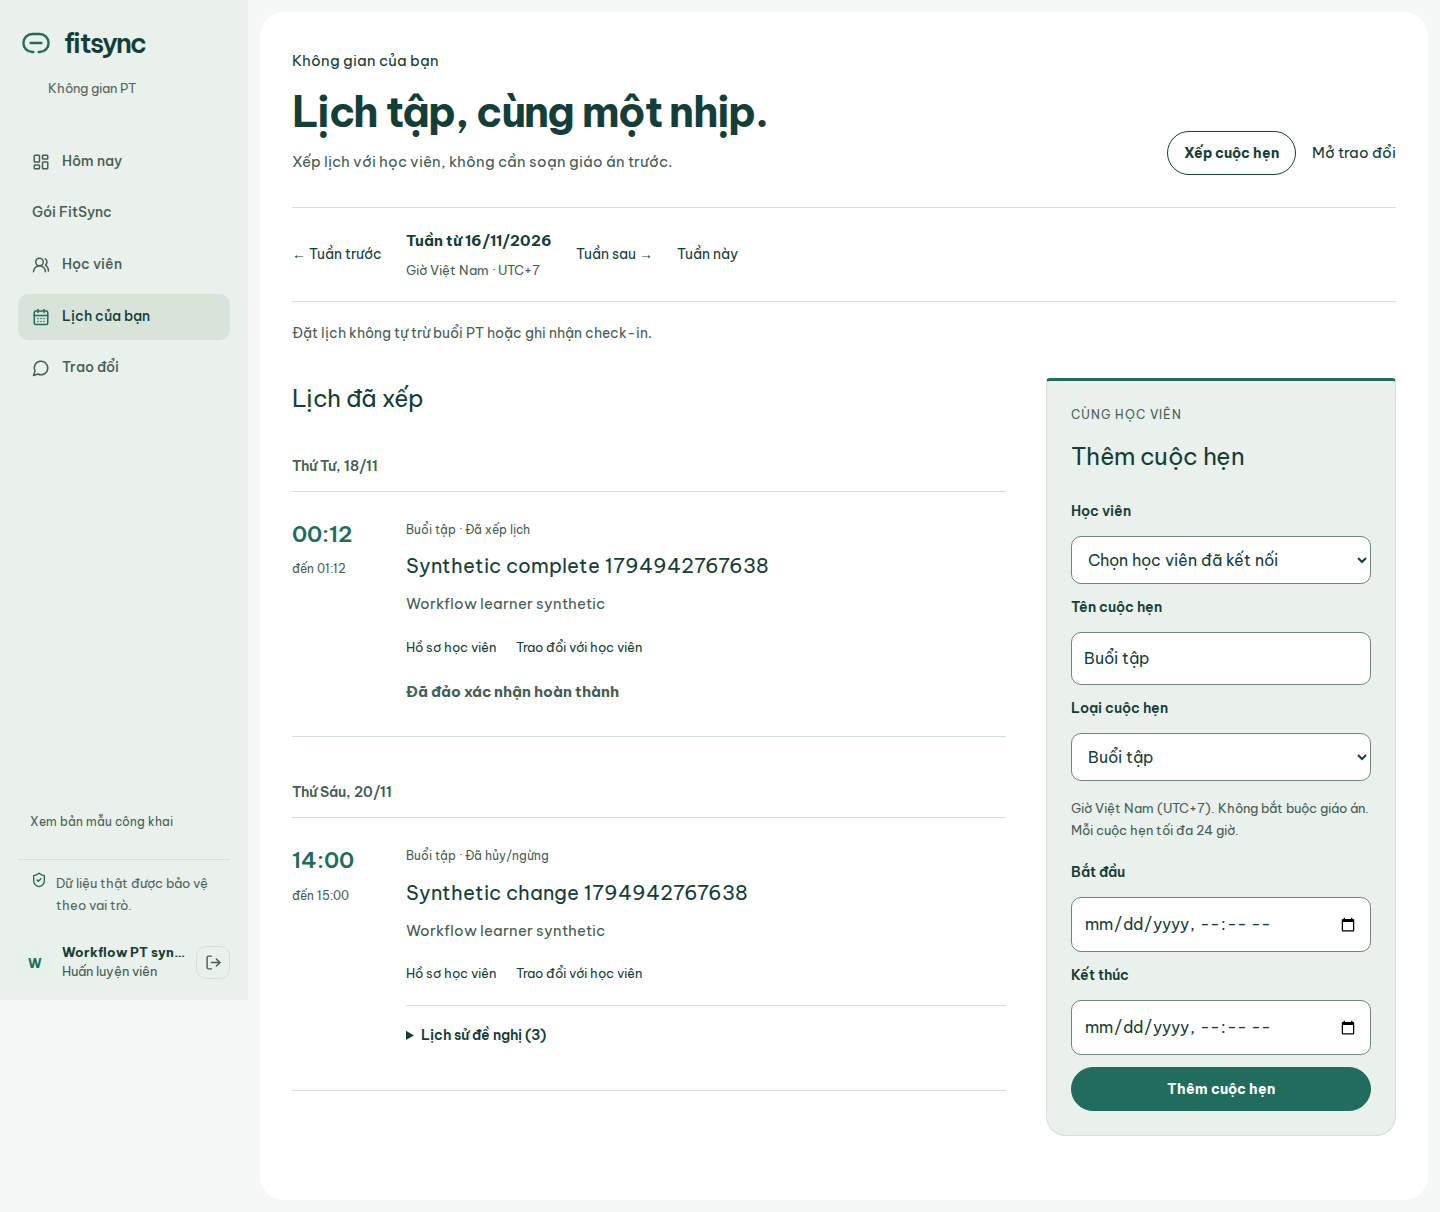 fitsync
Không gian PT
Hôm nay
Gói FitSync
Học viên
Lịch của bạn
Trao đổi
Xem bản mẫu công khai
Dữ liệu thật được bảo vệ
theo vai trò.
W
Workflow PT syn...
Huấn luyện viên
Không gian của bạn
Lịch tập, cùng một nhịp.
Xếp lịch với học viên, không cần soạn giáo án trước.
Xếp cuộc hẹn
Mở trao đổi
← Tuần trước
Tuần từ 16/11/2026
Giờ Việt Nam · UTC+7
Tuần sau →
Tuần này
Đặt lịch không tự trừ buổi PT hoặc ghi nhận check-in.
Lịch đã xếp
Thứ Tư, 18/11
00:12
đến 01:12
Buổi tập · Đã xếp lịch
Synthetic complete 1794942767638
Workflow learner synthetic
Hồ sơ học viên
Trao đổi với học viên
Đã đảo xác nhận hoàn thành
Thứ Sáu, 20/11
14:00
đến 15:00
Buổi tập · Đã hủy/ngừng
Synthetic change 1794942767638
Workflow learner synthetic
Hồ sơ học viên
Trao đổi với học viên
▶ Lịch sử đề nghị (3)
CÙNG HỌC VIÊN
Thêm cuộc hẹn
Học viên
Chọn học viên đã kết nối
Tên cuộc hẹn
Buổi tập
Loại cuộc hẹn
Buổi tập
Giờ Việt Nam (UTC+7). Không bắt buộc giáo án.
Mỗi cuộc hẹn tối đa 24 giờ.
Bắt đầu
mm/dd/yyyy, --:-- --
Kết thúc
mm/dd/yyyy, --:-- --
Thêm cuộc hẹn